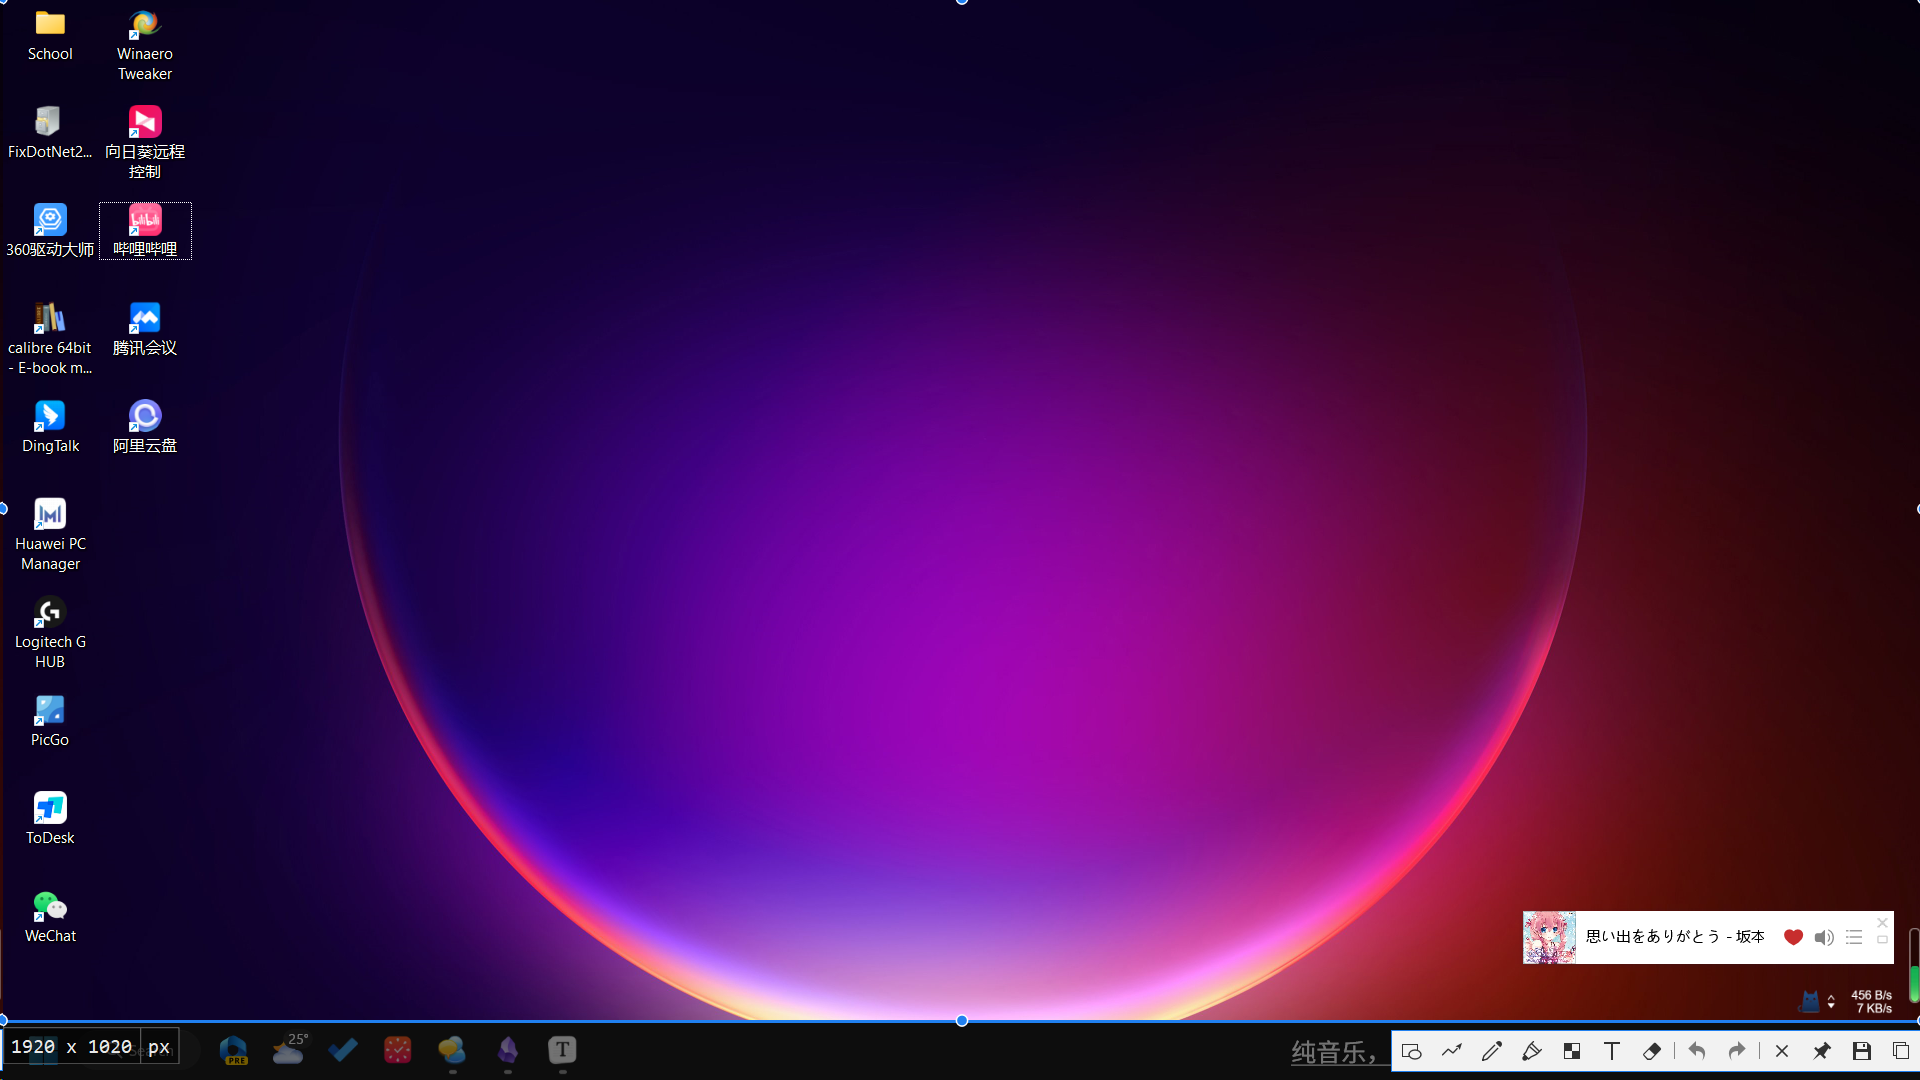 School
Winaero
Tweaker
FixDotNet2...
向日葵远程
控制
360驱动大师
bilibili
哔哩哔哩
calibre 64bit
- E-book m...
腾讯会议
DingTalk
阿里云盘
Huawei PC
Manager
Logitech G
HUB
PicGo
ToDesk
WeChat
思い出をありがとう - 坂本
456 B/s
7 KB/s
1920 x 1020 px
PRE
25°
T
纯音乐，